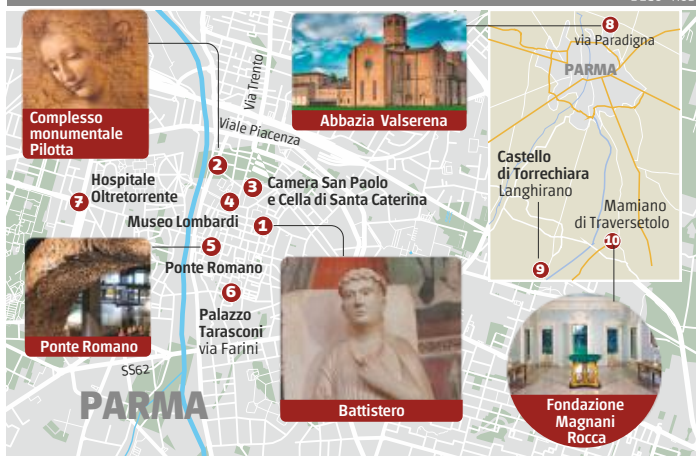 Complesso
monumentale
Pilotta
Via Trento
Viale Piacenza
Abbazia Valserena
8
via Paradigna
PARMA
2
Hospitale
Oltretorrente
7
3
Camera San Paolo
e Cella di Santa Caterina
4
Museo Lombardi
1
5
Ponte Romano
6
Palazzo
Tarasconi
via Farini
Ponte Romano
SS62
PARMA
Battistero
Castello
di Torrechiara
Langhirano
Mamiano
di Traversetolo
10
9
Fondazione
Magnani
Rocca